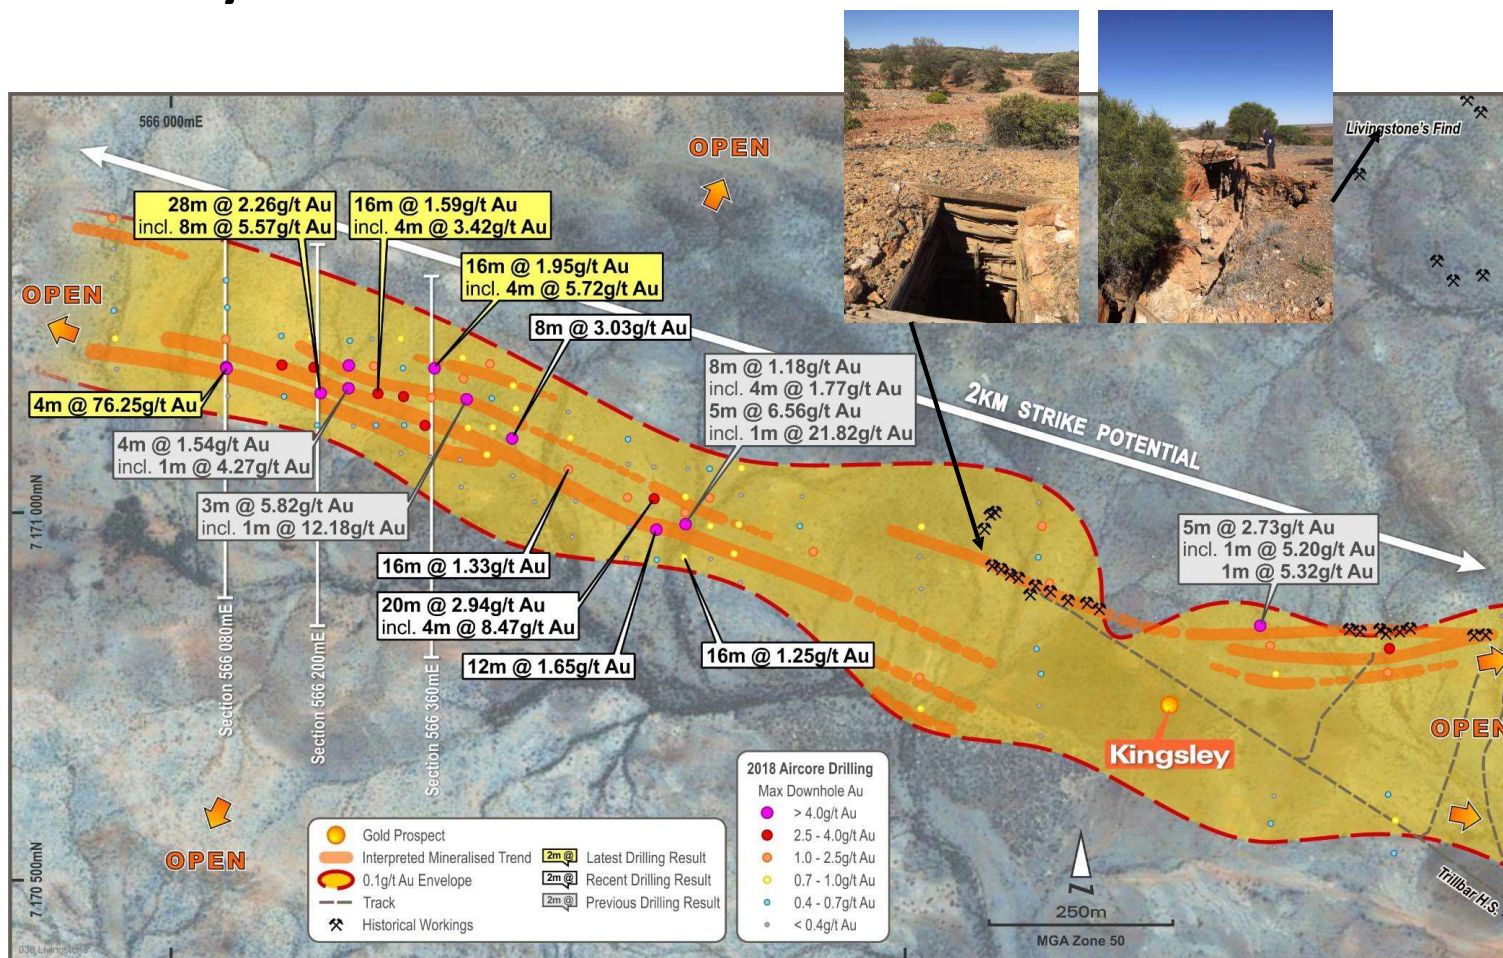 566 000mE
OPEN
Livingstone's Find
28m @ 2.26g/t Au
incl. 8m @ 5.57g/t Au
16m @ 1.59g/t Au
incl. 4m @ 3.42g/t Au
16m @ 1.95g/t Au
incl. 4m @ 5.72g/t Au
OPEN
8m @ 3.03g/t Au
8m @ 1.18g/t Au
incl. 4m @ 1.77g/t Au
5m @ 6.56g/t Au
incl. 1m @ 21.82g/t Au
2KM STRIKE POTENTIAL
4m @ 76.25g/t Au
4m @ 1.54g/t Au
incl. 1m @ 4.27g/t Au
3m @ 5.82g/t Au
incl. 1m @ 12.18g/t Au
7 171 000mN
5m @ 2.73g/t Au
incl. 1m @ 5.20g/t Au
1m @ 5.32g/t Au
16m @ 1.33g/t Au
20m @ 2.94g/t Au
incl. 4m @ 8.47g/t Au
12m @ 1.65g/t Au
16m @ 1.25g/t Au
Section 566 080mE
Section 566 200mE
Section 566 360mE
Kingsley
OPEN
OPEN
7 170 500mN
Gold Prospect
Interpreted Mineralised Trend
0.1g/t Au Envelope
Track
Historical Workings
2m @ Latest Drilling Result
2m @ Recent Drilling Result
2m @ Previous Drilling Result
2018 Aircore Drilling
Max Downhole Au
> 4.0g/t Au
2.5 - 4.0g/t Au
1.0 - 2.5g/t Au
0.7 - 1.0g/t Au
0.4 - 0.7g/t Au
< 0.4g/t Au
N
250m
MGA Zone 50
Trillbar H.S.
038 Livingstone